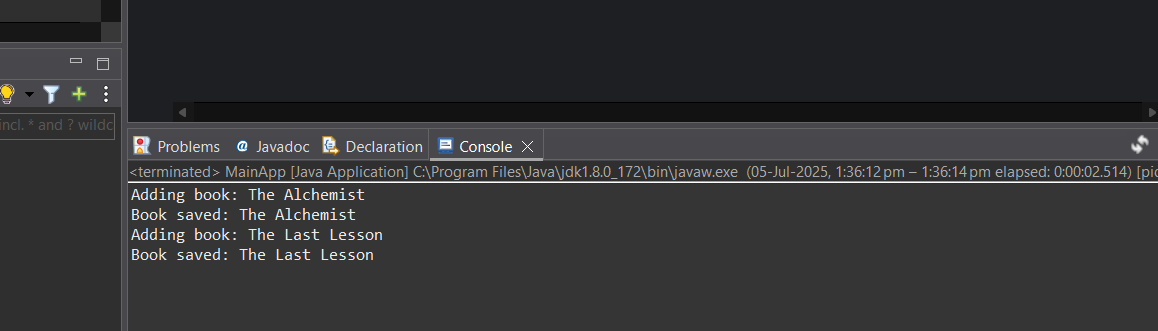 incl. * and ? wildc
Problems Javadoc Declaration Console
<terminated> MainApp [Java Application] C:\Program Files\Java\jdk1.8.0_172\bin\javaw.exe (05-Jul-2025, 1:36:12 pm – 1:36:14 pm elapsed: 0:00:02.514) [pic
Adding book: The Alchemist
Book saved: The Alchemist
Adding book: The Last Lesson
Book saved: The Last Lesson